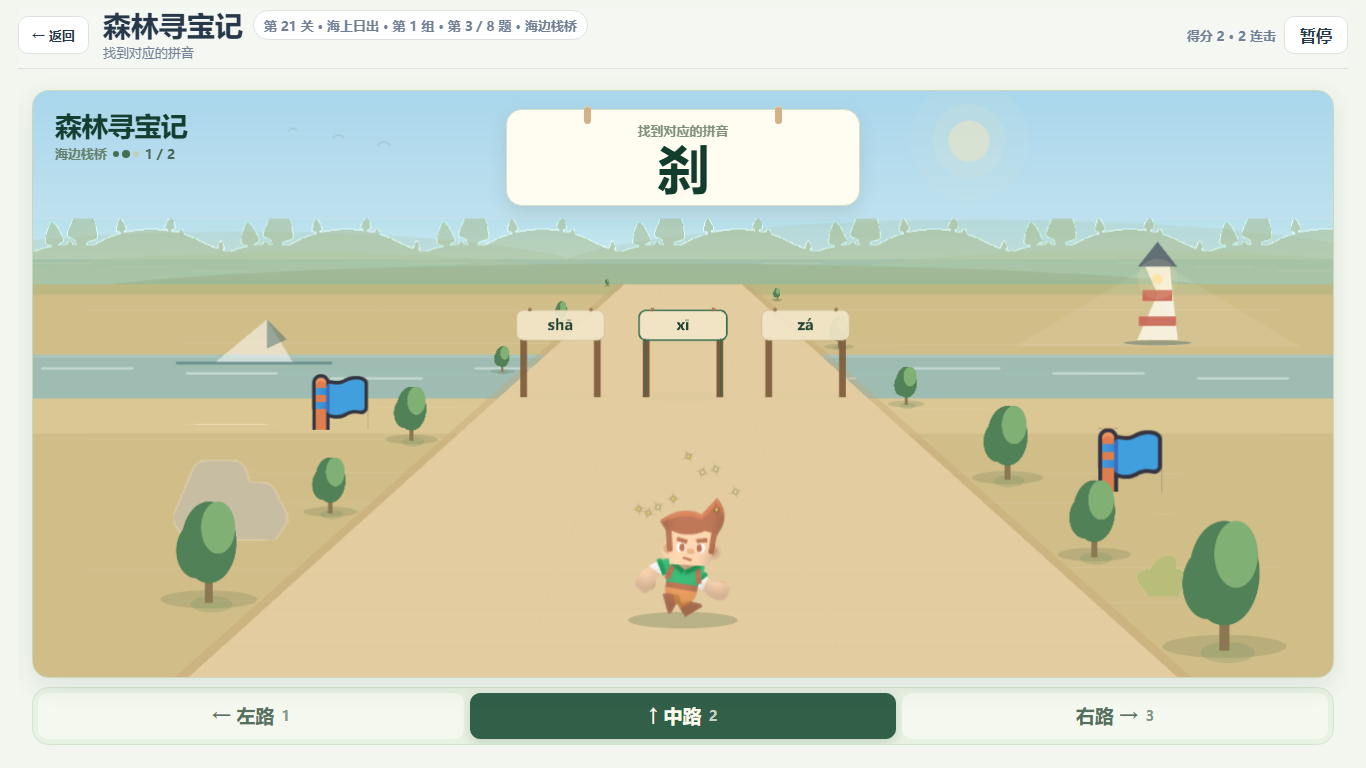 ← 返回
森林寻宝记
第 21 关 • 海上日出 • 第 1 组 • 第 3 / 8 题 • 海边栈桥
找到对应的拼音
得分 2 • 2 连击
暂停
森林寻宝记
海边栈桥 1 / 2
找到对应的拼音
刹
shā
xī
zá
← 左路 1
↑ 中路 2
右路 → 3